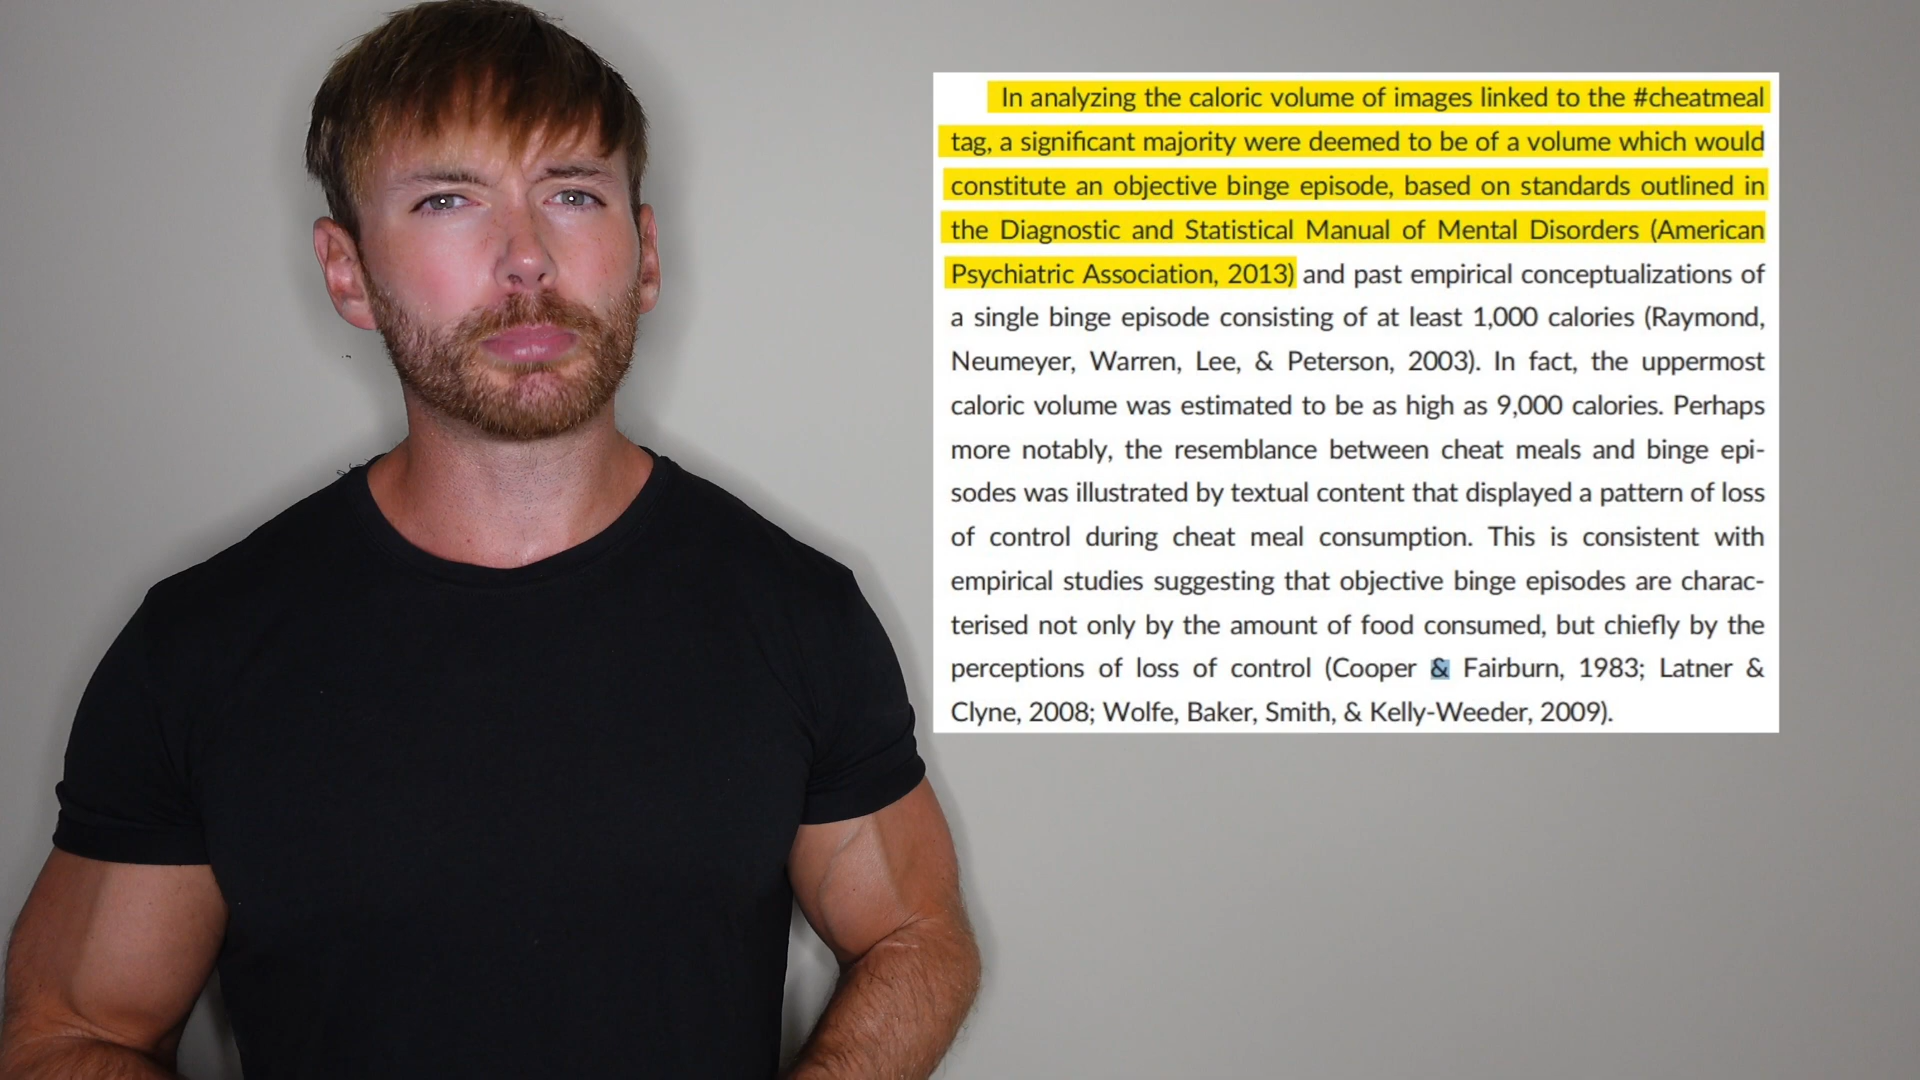 In analyzing the caloric volume of images linked to the #cheatmeal
tag, a significant majority were deemed to be of a volume which would
constitute an objective binge episode, based on standards outlined in
the Diagnostic and Statistical Manual of Mental Disorders (American
Psychiatric Association, 2013) and past empirical conceptualizations of
a single binge episode consisting of at least 1,000 calories (Raymond,
Neumeyer, Warren, Lee, & Peterson, 2003). In fact, the uppermost
caloric volume was estimated to be as high as 9,000 calories. Perhaps
more notably, the resemblance between cheat meals and binge epi-
sodes was illustrated by textual content that displayed a pattern of loss
of control during cheat meal consumption. This is consistent with
empirical studies suggesting that objective binge episodes are charac-
terised not only by the amount of food consumed, but chiefly by the
perceptions of loss of control (Cooper & Fairburn, 1983; Latner &
Clyne, 2008; Wolfe, Baker, Smith, & Kelly-Weeder, 2009).